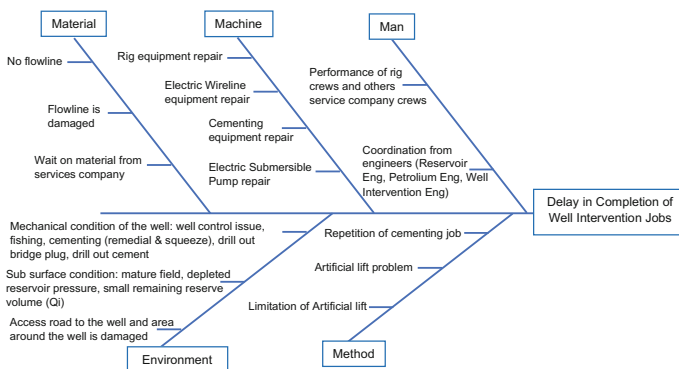 Material
Machine
Man
No flowline
Flowline is
damaged
Wait on material from
services company
Rig equipment repair
Electric Wireline
equipment repair
Cementing
equipment repair
Electric Submersible
Pump repair
Performance of rig
crews and others
service company crews
Coordination from
engineers (Reservoir
Eng, Petrolium Eng, Well
Intervention Eng)
Delay in Completion of
Well Intervention Jobs
Mechanical condition of the well: well control issue,
fishing, cementing (remedial & squeeze), drill out
bridge plug, drill out cement
Sub surface condition: mature field, depleted
reservoir pressure, small remaining reserve
volume (Qi)
Access road to the well and area
around the well is damaged
Repetition of cementing job
Artificial lift problem
Limitation of Artificial lift
Environment
Method